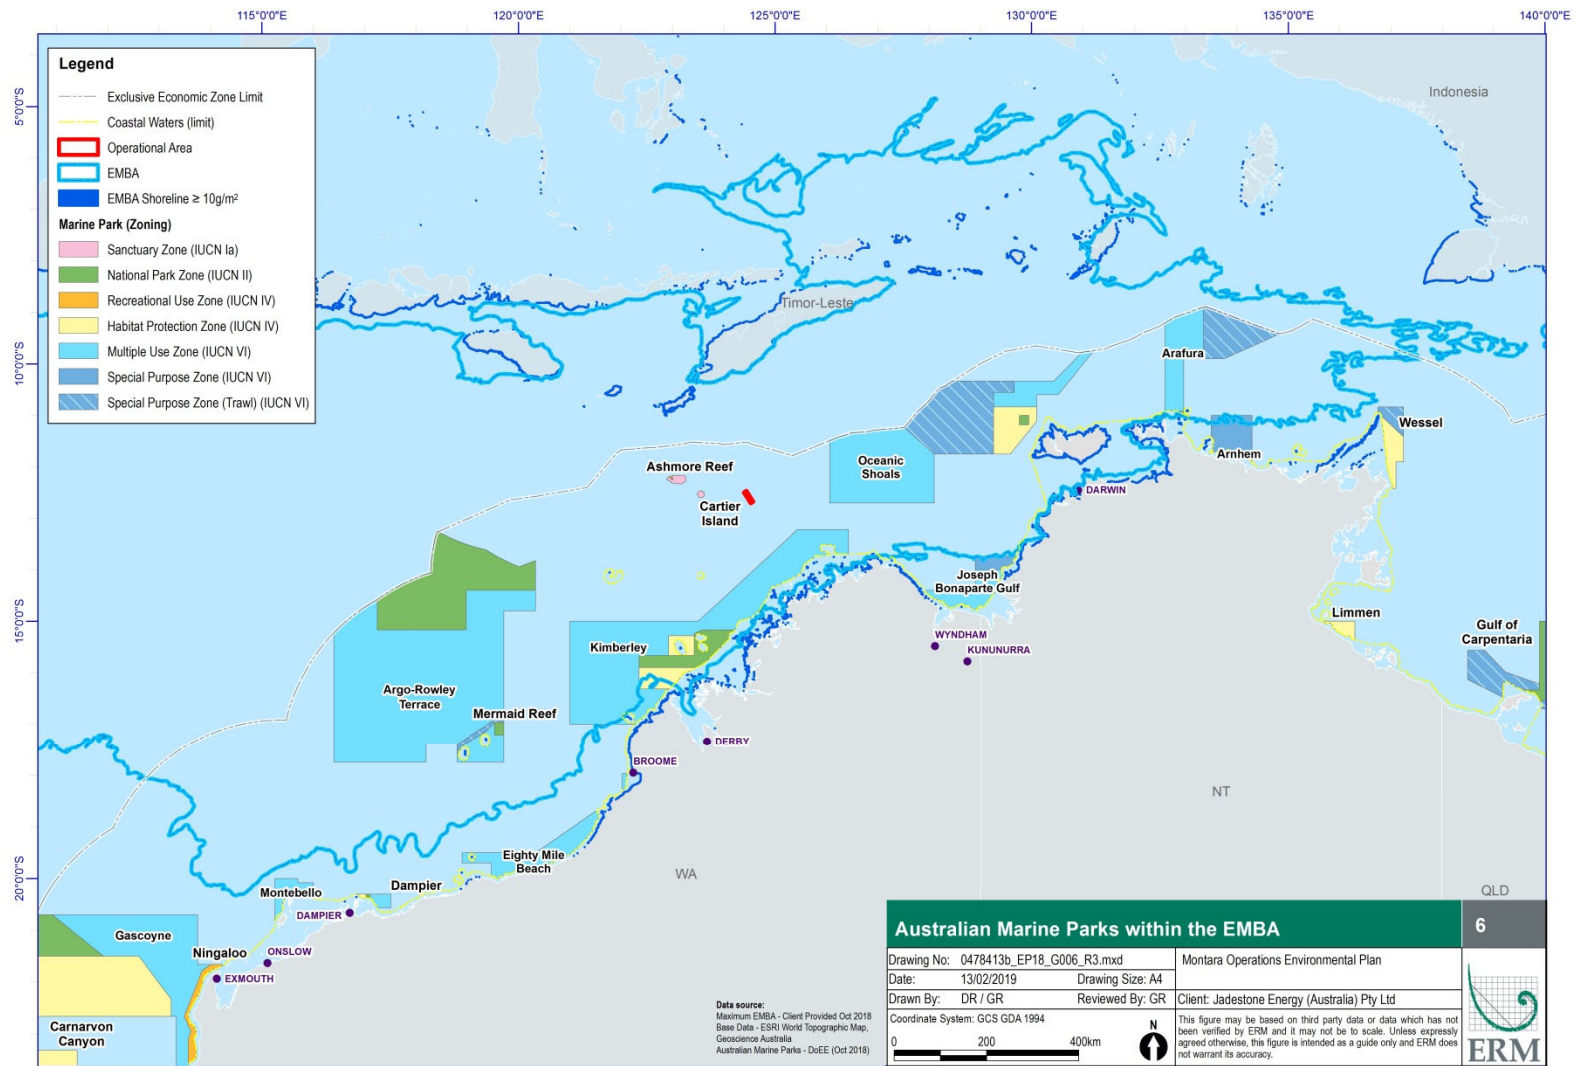 115°0'0"E
120°0'0"E
125°0'0"E
130°0'0"E
135°0'0"E
140°0'0"E
5°0'0"S
10°0'0"S
15°0'0"S
20°0'0"S
Legend
Exclusive Economic Zone Limit
Coastal Waters (limit)
Operational Area
EMBA
EMBA Shoreline ≥ 10g/m²
Marine Park (Zoning)
Sanctuary Zone (IUCN Ia)
National Park Zone (IUCN II)
Recreational Use Zone (IUCN IV)
Habitat Protection Zone (IUCN IV)
Multiple Use Zone (IUCN VI)
Special Purpose Zone (IUCN VI)
Special Purpose Zone (Trawl) (IUCN VI)
Indonesia
Timor-Leste
Arafura
Wessel
Arnhem
Oceanic
Shoals
Ashmore Reef
Cartier
Island
DARWIN
Joseph
Bonaparte Gulf
WYNDHAM
KUNUNURRA
Limmen
Gulf of
Carpentaria
Kimberley
Argo-Rowley
Terrace
Mermaid Reef
DERBY
BROOME
NT
WA
QLD
Eighty Mile
Beach
Dampier
Montebello
DAMPIER
Gascoyne
Ningaloo
ONSLOW
EXMOUTH
Carnarvon
Canyon
Data source:
Maximum EMBA - Client Provided Oct 2018
Base Data - ESRI World Topographic Map,
Geoscience Australia
Australian Marine Parks - DoEE (Oct 2018)
Australian Marine Parks within the EMBA
6
Drawing No: 0478413b_EP18_G006_R3.mxd
Montara Operations Environmental Plan
Date: 13/02/2019 Drawing Size: A4
Drawn By: DR / GR Reviewed By: GR
Client: Jadestone Energy (Australia) Pty Ltd
Coordinate System: GCS GDA 1994
0 200 400km
N
This figure may be based on third party data or data which has not
been verified by ERM and it may not be to scale. Unless expressly
agreed otherwise, this figure is intended as a guide only and ERM does
not warrant its accuracy.
ERM